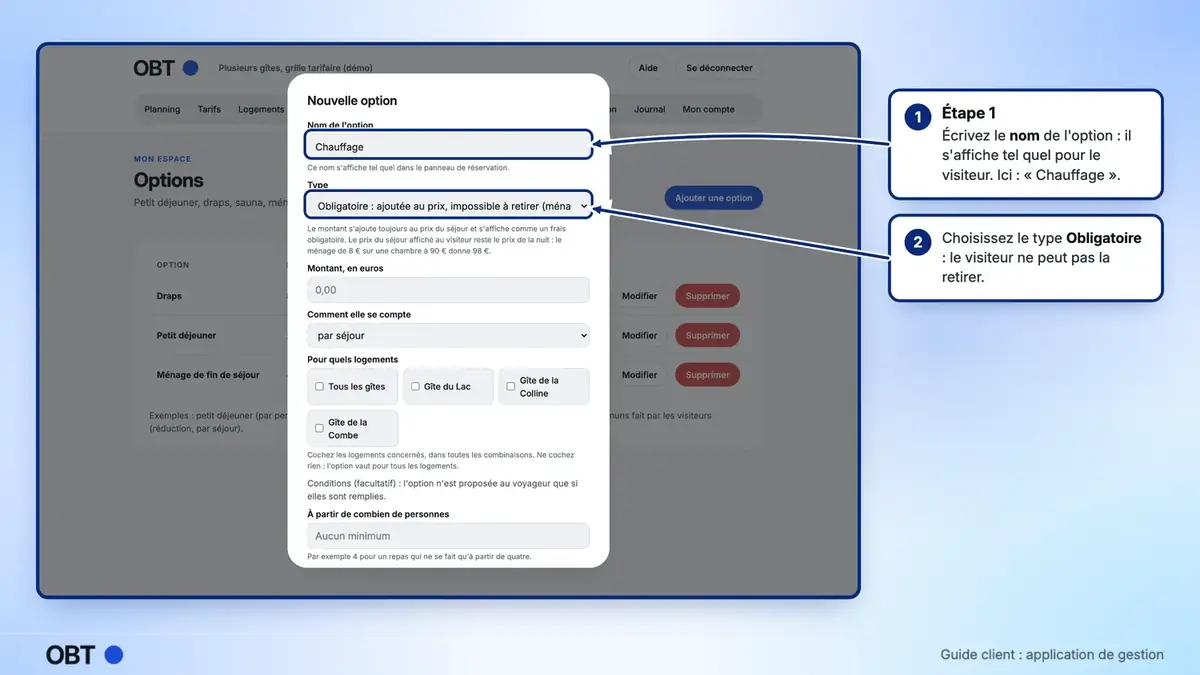 OBT
Plusieurs gîtes, grille tarifaire (démo)
Aide
Se déconnecter
Planning
Tarifs
Logements
Journal
Mon compte
MON ESPACE
Options
Petit déjeuner, draps, sauna,
Ajouter une option
OPTION
Draps
Modifier
Supprimer
Petit déjeuner
Modifier
Supprimer
Ménage de fin de séjour
Modifier
Supprimer
Exemples : petit déjeuner (par
fait par les visiteurs
(réduction, par séjour).
Nouvelle option
Nom de l'option
Chauffage
Ce nom s'affiche tel quel dans le panneau de réservation.
Type
Obligatoire : ajoutée au prix, impossible à retirer (ména
Le montant s'ajoute toujours au prix du séjour et s'affiche comme un frais
obligatoire. Le prix du séjour affiché au visiteur reste le prix de la nuit : le
ménage de 8 € sur une chambre à 90 € donne 98 €.
Montant, en euros
0,00
Comment elle se compte
par séjour
Pour quels logements
Tous les gîtes
Gîte du Lac
Gîte de la
Colline
Gîte de la
Combe
Cochez les logements concernés, dans toutes les combinaisons. Ne cochez
rien : l'option vaut pour tous les logements.
Conditions (facultatif) : l'option n'est proposée au voyageur que si
elles sont remplies.
À partir de combien de personnes
Aucun minimum
Par exemple 4 pour un repas qui ne se fait qu'à partir de quatre.
1
Étape 1
Écrivez le nom de l'option : il
s'affiche tel quel pour le
visiteur. Ici : « Chauffage ».
2
Choisissez le type Obligatoire
: le visiteur ne peut pas la
retirer.
OBT
Guide client : application de gestion